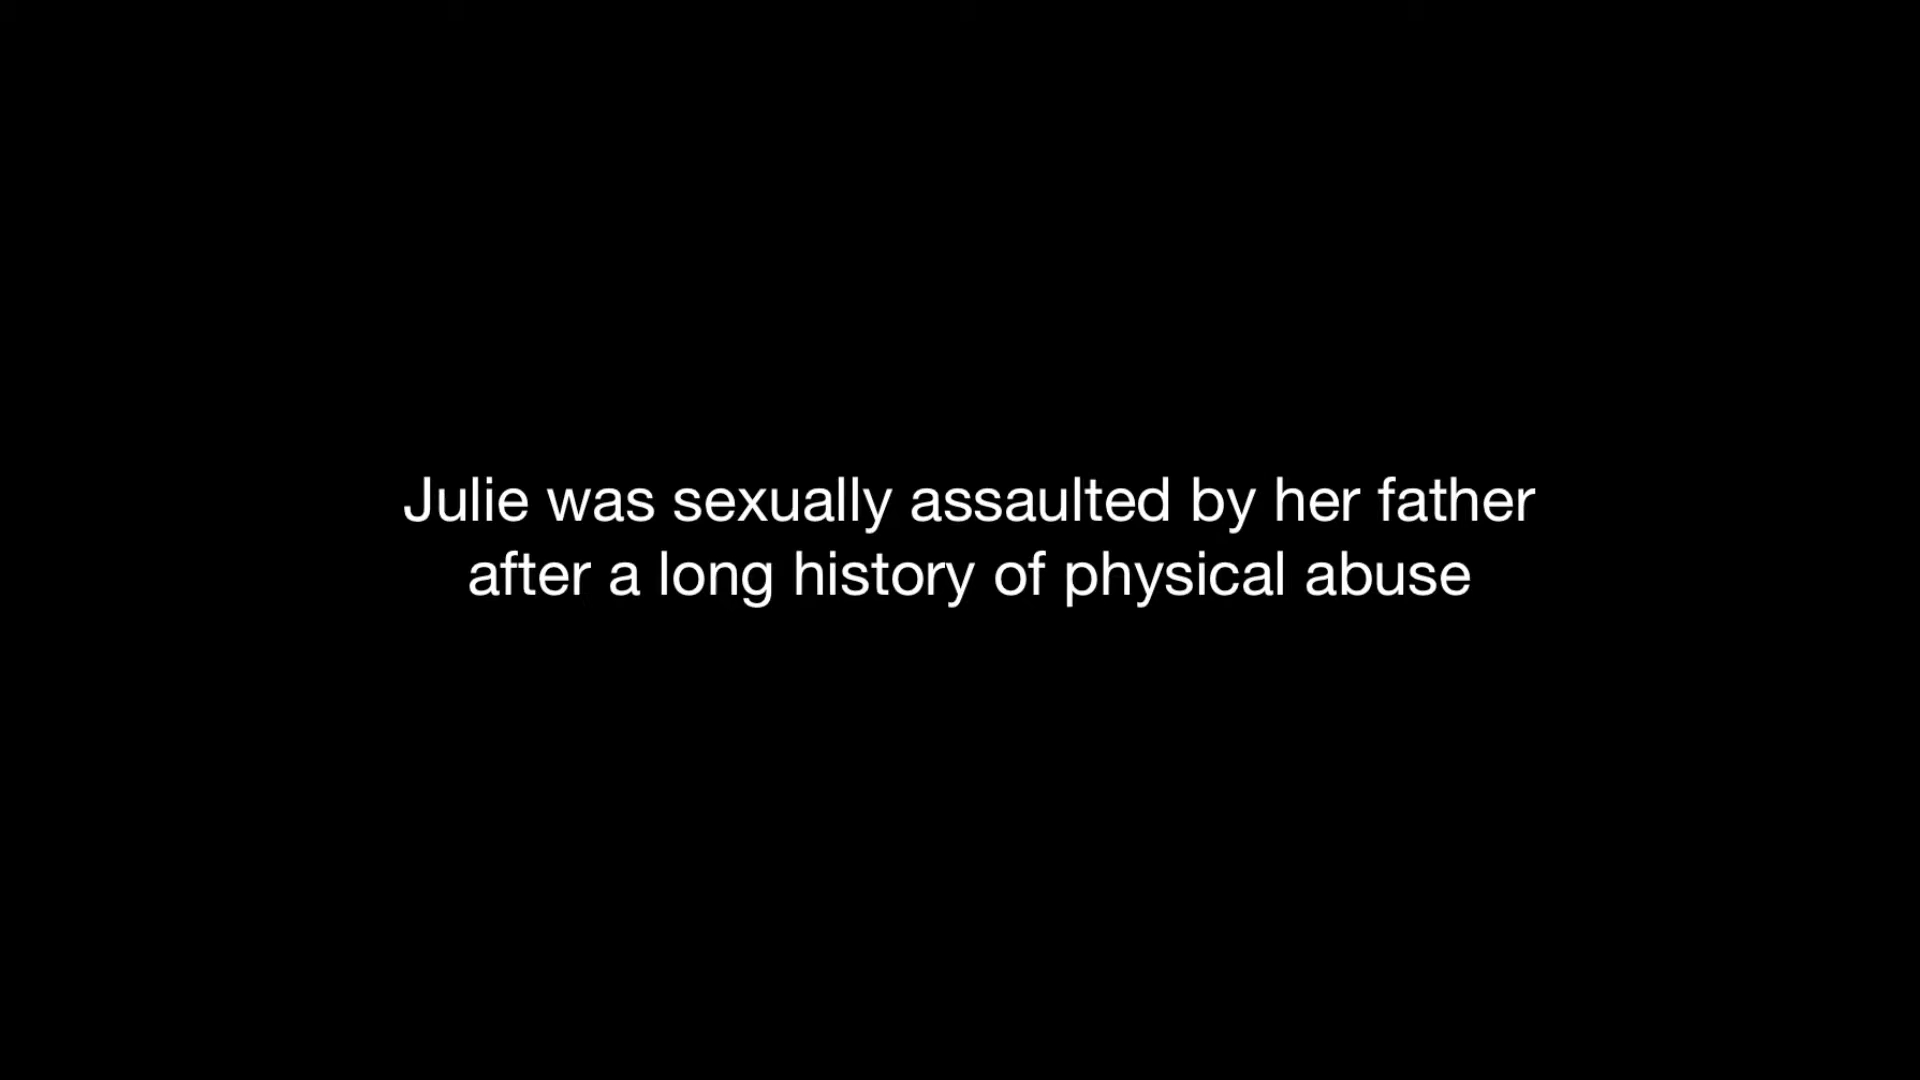 Julie was sexually assaulted by her father
after a long history of physical abuse